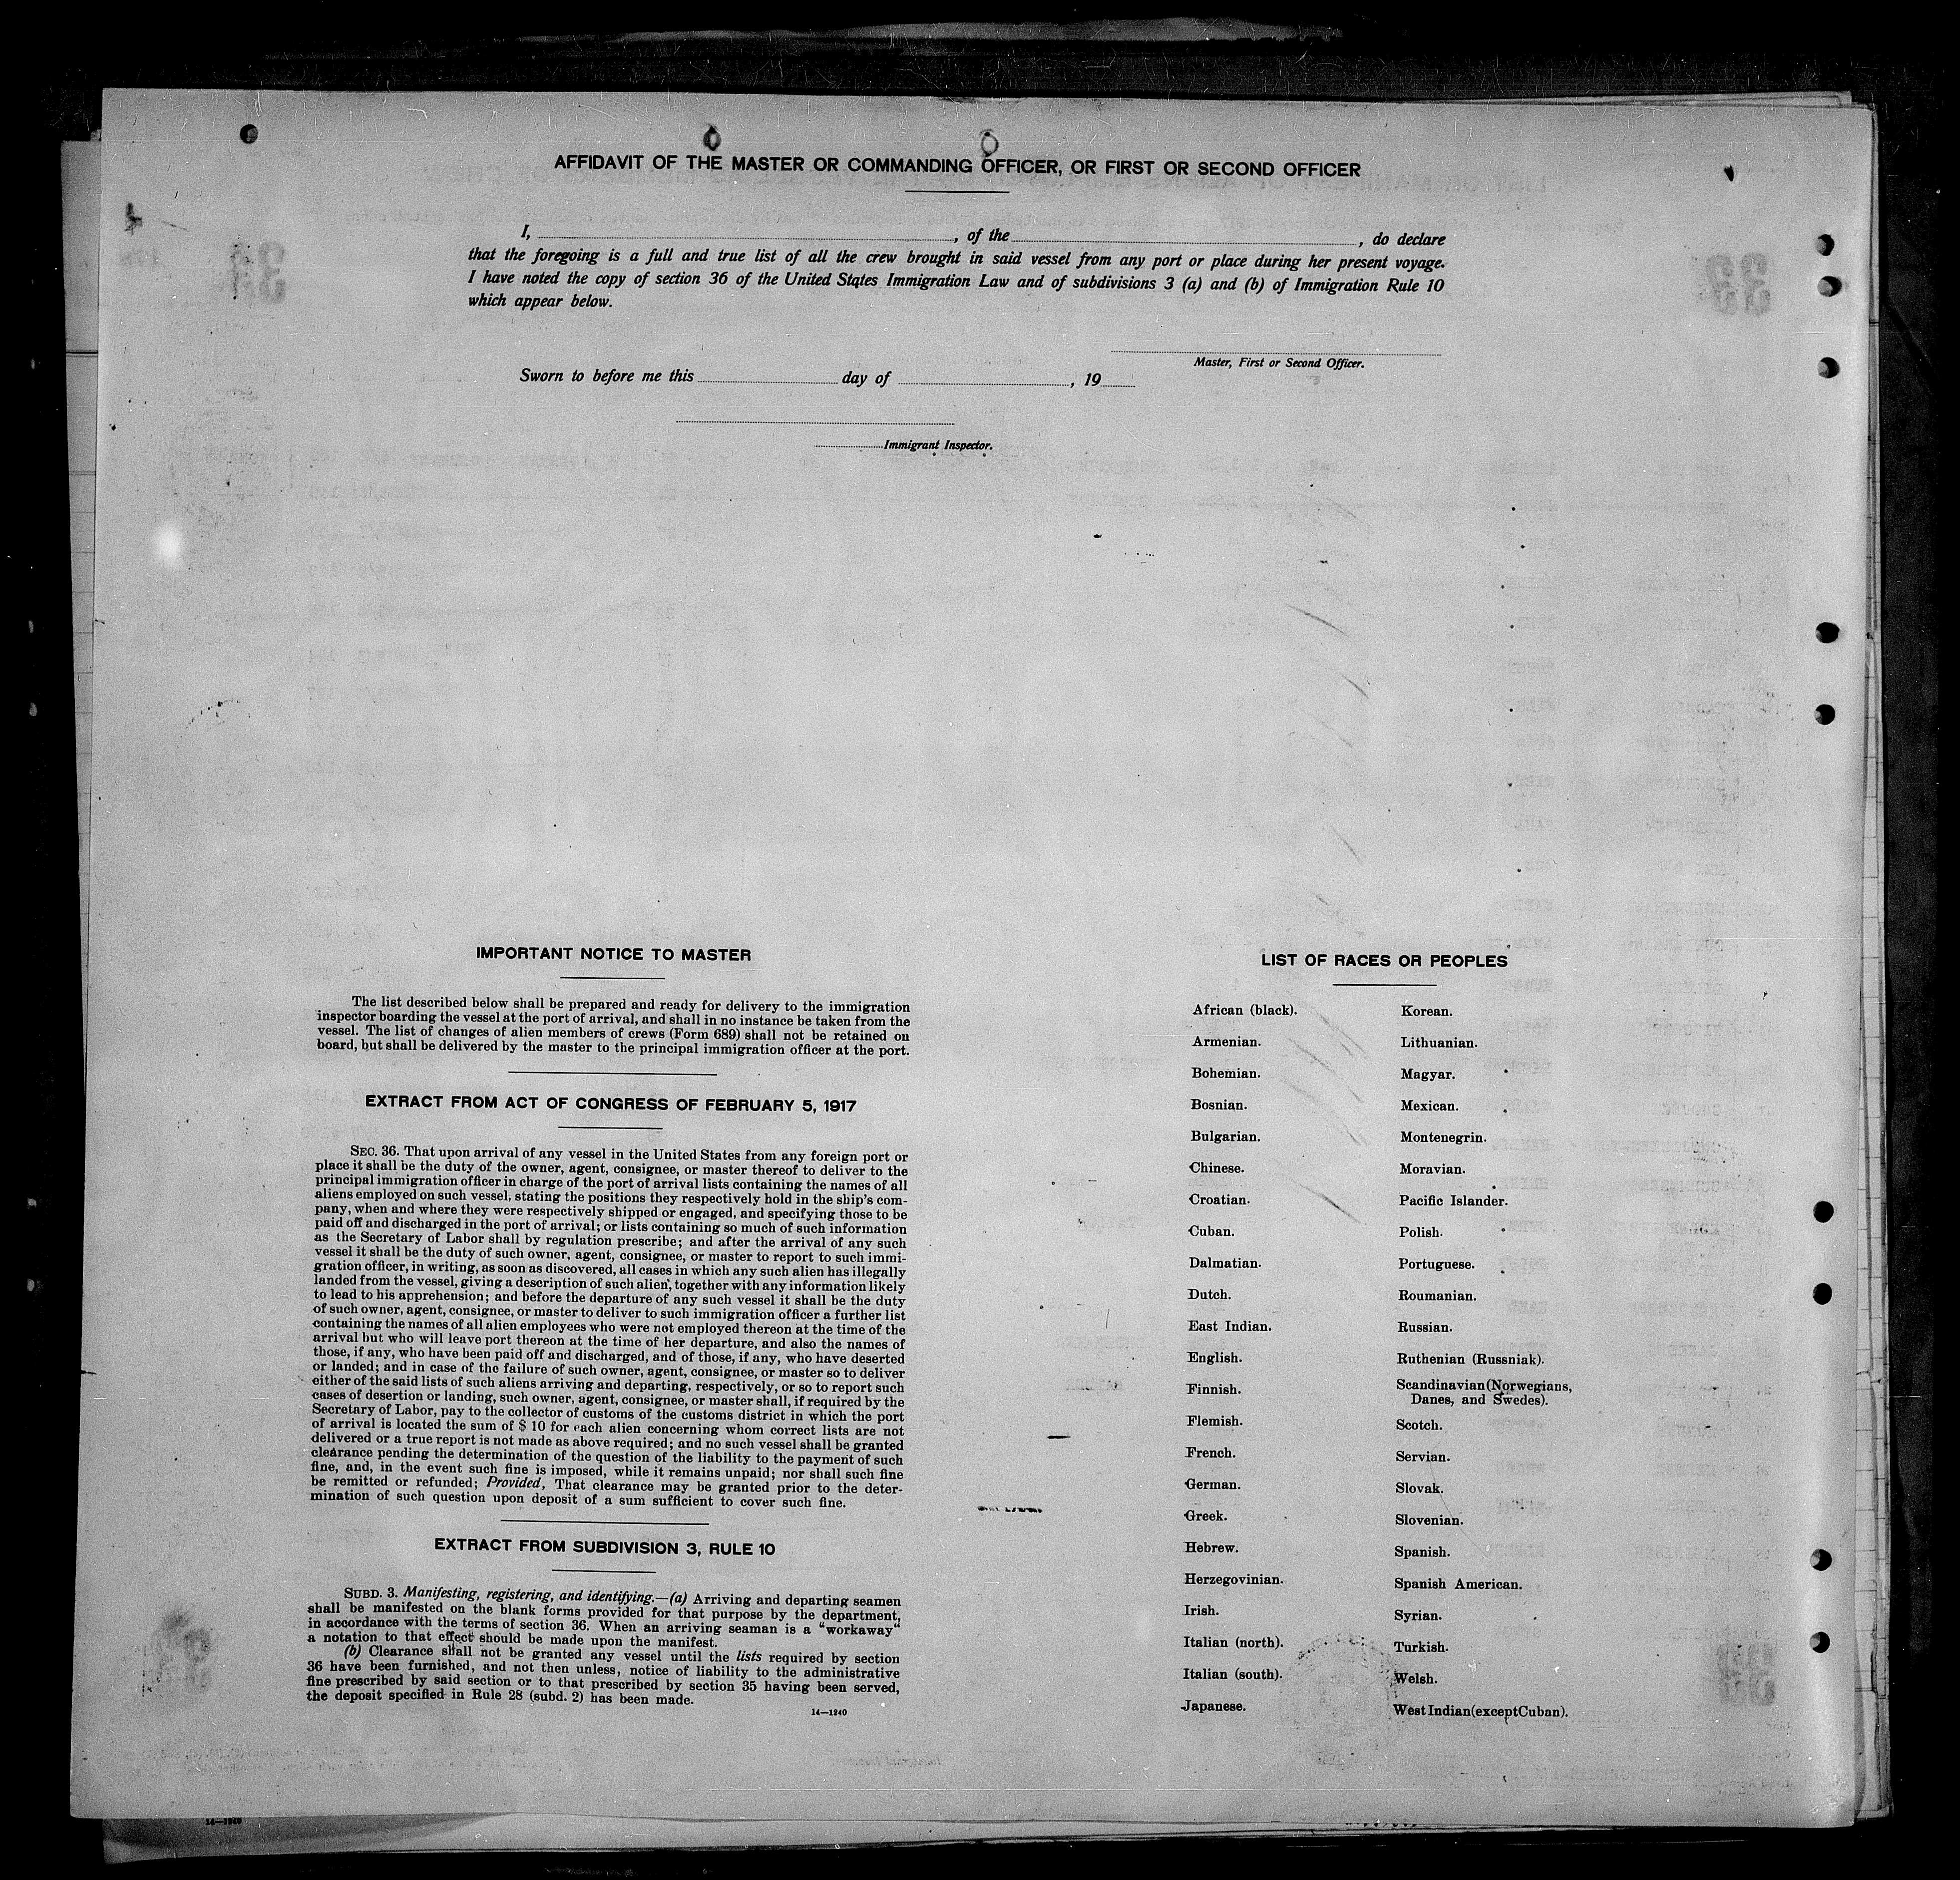 AFFIDAVIT OF THE MASTER OR COMMANDING OFFICER, OR FIRST OR SECOND OFFICER
I, , of the , do declare
that the foregoing is a full and true list of all the crew brought in said vessel from any port or place during her present voyage.
I have noted the copy of section 36 of the United States Immigration Law and of subdivisions 3 (a) and (b) of Immigration Rule 10
which appear below.
Master, First or Second Officer.
Sworn to before me this day of , 19
Immigrant Inspector.
IMPORTANT NOTICE TO MASTER
The list described below shall be prepared and ready for delivery to the immigration
inspector boarding the vessel at the port of arrival, and shall in no instance be taken from the
vessel. The list of changes of alien members of crews (Form 689) shall not be retained on
board, but shall be delivered by the master to the principal immigration officer at the port.
EXTRACT FROM ACT OF CONGRESS OF FEBRUARY 5, 1917
SEC. 36. That upon arrival of any vessel in the United States from any foreign port or
place it shall be the duty of the owner, agent, consignee, or master thereof to deliver to the
principal immigration officer in charge of the port of arrival lists containing the names of all
aliens employed on such vessel, stating the positions they respectively hold in the ship's com-
pany, when and where they were respectively shipped or engaged, and specifying those to be
paid off and discharged in the port of arrival; or lists containing so much of such information
as the Secretary of Labor shall by regulation prescribe; and after the arrival of any such
vessel it shall be the duty of such owner, agent, consignee, or master to report to such immi-
gration officer, in writing, as soon as discovered, all cases in which any such alien has illegally
landed from the vessel, giving a description of such alien, together with any information likely
to lead to his apprehension; and before the departure of any such vessel it shall be the duty
of such owner, agent, consignee, or master to deliver to such immigration officer a further list
containing the names of all alien employees who were not employed thereon at the time of the
arrival but who will leave port thereon at the time of her departure, and also the names of
those, if any, who have been paid off and discharged, and of those, if any, who have deserted
or landed; and in case of the failure of such owner, agent, consignee, or master so to deliver
either of the said lists of such aliens arriving and departing, respectively, or so to report such
cases of desertion or landing, such owner, agent, consignee, or master shall, if required by the
Secretary of Labor, pay to the collector of customs of the customs district in which the port
of arrival is located the sum of $ 10 for each alien concerning whom correct lists are not
delivered or a true report is not made as above required; and no such vessel shall be granted
clearance pending the determination of the question of the liability to the payment of such
fine, and, in the event such fine is imposed, while it remains unpaid; nor shall such fine
be remitted or refunded; Provided, That clearance may be granted prior to the deter-
mination of such question upon deposit of a sum sufficient to cover such fine.
EXTRACT FROM SUBDIVISION 3, RULE 10
SUBD. 3. Manifesting, registering, and identifying.—(a) Arriving and departing seamen
shall be manifested on the blank forms provided for that purpose by the department,
in accordance with the terms of section 36. When an arriving seaman is a "workaway"
a notation to that effect should be made upon the manifest.
(b) Clearance shall not be granted any vessel until the lists required by section
36 have been furnished, and not then unless, notice of liability to the administrative
fine prescribed by said section or to that prescribed by section 35 having been served,
the deposit specified in Rule 28 (subd. 2) has been made.
14—1240
LIST OF RACES OR PEOPLES
African (black).
Armenian.
Bohemian.
Bosnian.
Bulgarian.
Chinese.
Croatian.
Cuban.
Dalmatian.
Dutch.
East Indian.
English.
Finnish.
Flemish.
French.
German.
Greek.
Hebrew.
Herzegovinian.
Irish.
Italian (north).
Italian (south).
Japanese.
Korean.
Lithuanian.
Magyar.
Mexican.
Montenegrin.
Moravian.
Pacific Islander.
Polish.
Portuguese.
Roumanian.
Russian.
Ruthenian (Russniak).
Scandinavian (Norwegians,
Danes, and Swedes).
Scotch.
Servian.
Slovak.
Slovenian.
Spanish.
Spanish American.
Syrian.
Turkish.
Welsh.
West Indian (except Cuban).
14—1240